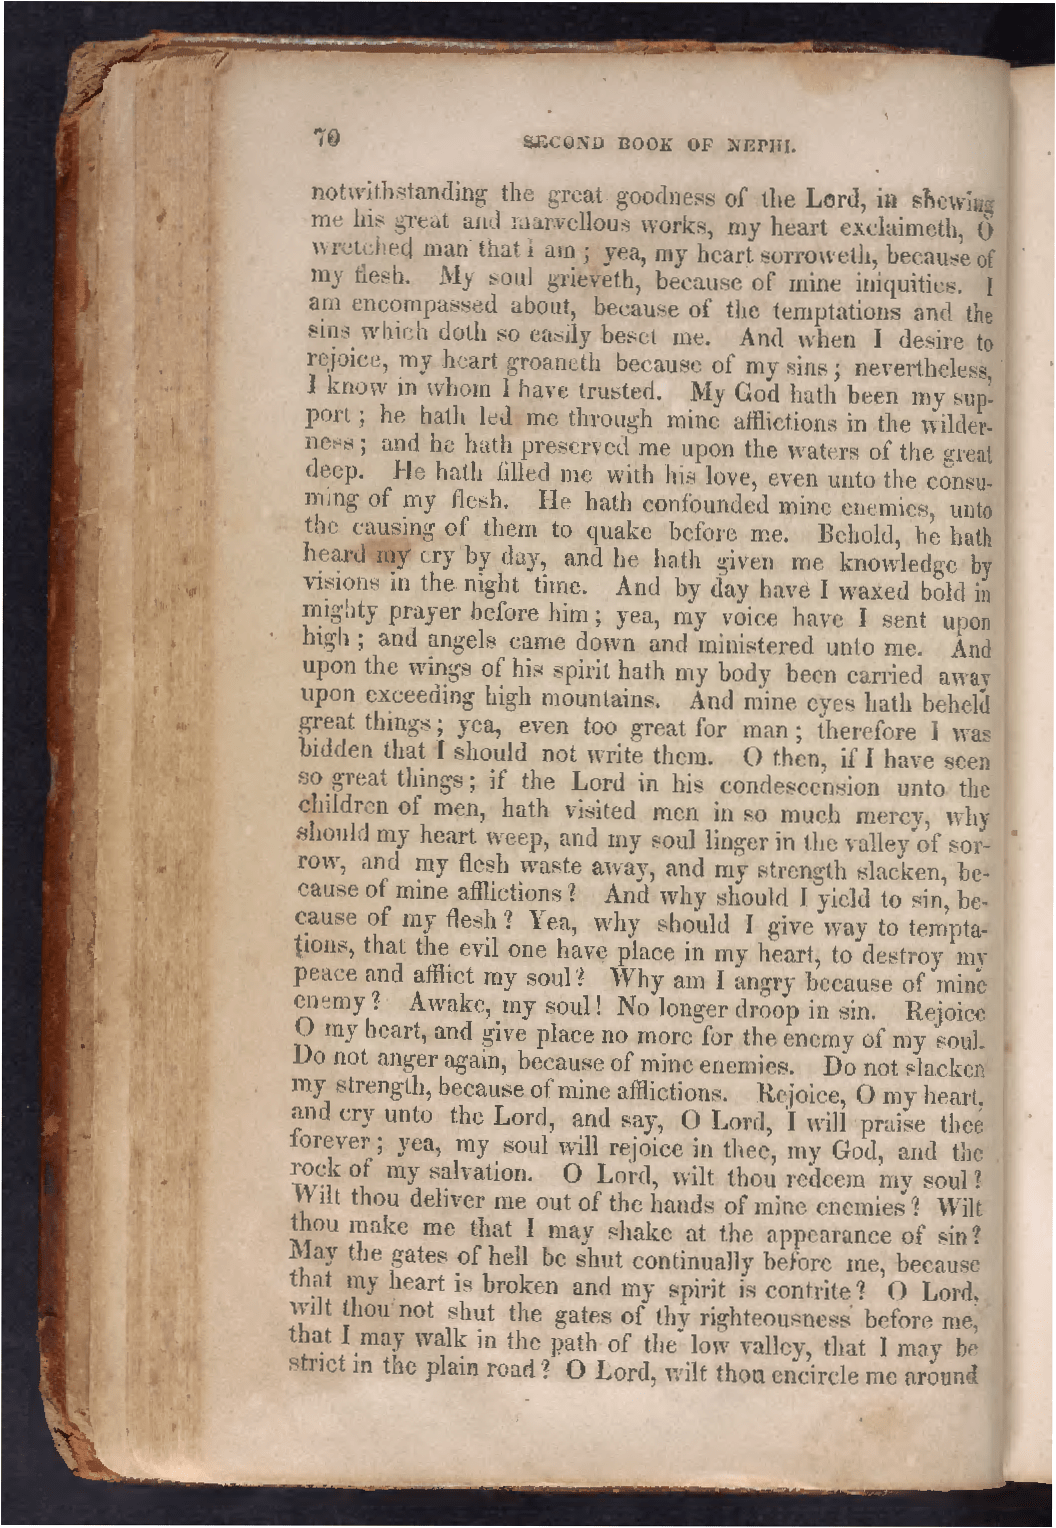 70 SECOND BOOK OF NEPHI.
notwithstanding the great goodness of the Lord, in shewing
me his great and marvellous works, my heart exclaimeth, O
wretched man that I am ; yea, my heart sorroweth, because of
my flesh. My soul grieveth, because of mine iniquities. I
am encompassed about, because of the temptations and the
sins which doth so easily beset me. And when I desire to
rejoice, my heart groaneth because of my sins ; nevertheless,
I know in whom I have trusted. My God hath been my sup-
port ; he hath led me through mine afflictions in the wilder-
ness ; and he hath preserved me upon the waters of the great
deep. He hath filled me with his love, even unto the consu-
ming of my flesh. He hath confounded mine enemies, unto
the causing of them to quake before me. Behold, he hath
heard my cry by day, and he hath given me knowledge by
visions in the night time. And by day have I waxed bold in
mighty prayer before him ; yea, my voice have I sent upon
high ; and angels came down and ministered unto me. And
upon the wings of his spirit hath my body been carried away
upon exceeding high mountains. And mine eyes hath beheld
great things ; yea, even too great for man ; therefore I was
bidden that I should not write them. O then, if I have seen
so great things ; if the Lord in his condescension unto the
children of men, hath visited men in so much mercy, why
should my heart weep, and my soul linger in the valley of sor-
row, and my flesh waste away, and my strength slacken, be-
cause of mine afflictions ? And why should I yield to sin, be-
cause of my flesh ? Yea, why should I give way to tempta-
tions, that the evil one have place in my heart, to destroy my
peace and afflict my soul ? Why am I angry because of mine
enemy ? Awake, my soul ! No longer droop in sin. Rejoice
O my heart, and give place no more for the enemy of my soul.
Do not anger again, because of mine enemies. Do not slacken
my strength, because of mine afflictions. Rejoice, O my heart,
and cry unto the Lord, and say, O Lord, I will praise thee
forever ; yea, my soul will rejoice in thee, my God, and the
rock of my salvation. O Lord, wilt thou redeem my soul ?
Wilt thou deliver me out of the hands of mine enemies ? Wilt
thou make me that I may shake at the appearance of sin ?
May the gates of hell be shut continually before me, because
that my heart is broken and my spirit is contrite ? O Lord,
wilt thou not shut the gates of thy righteousness before me,
that I may walk in the path of the low valley, that I may be
strict in the plain road ? O Lord, wilt thou encircle me around